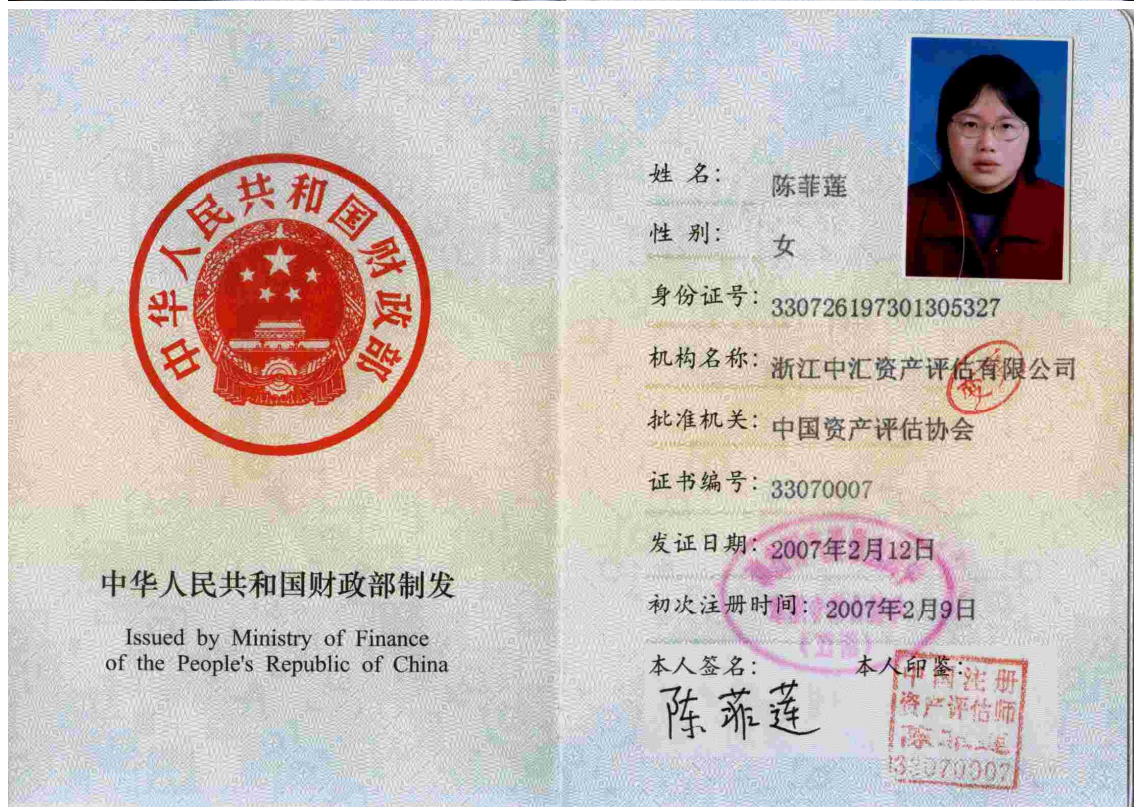 中华人民共和国财政部
中华人民共和国财政部制发
Issued by Ministry of Finance
of the People's Republic of China
姓 名: 陈菲莲
性 别: 女
身份证号: 330726197301305327
机构名称: 浙江中汇资产评估有限公司
批准机关: 中国资产评估协会
证书编号: 33070007
发证日期: 2007年2月12日
初次注册时间: 2007年2月9日
本人签名: 本人印鉴:
陈菲莲
中国注册
资产评估师
33070007